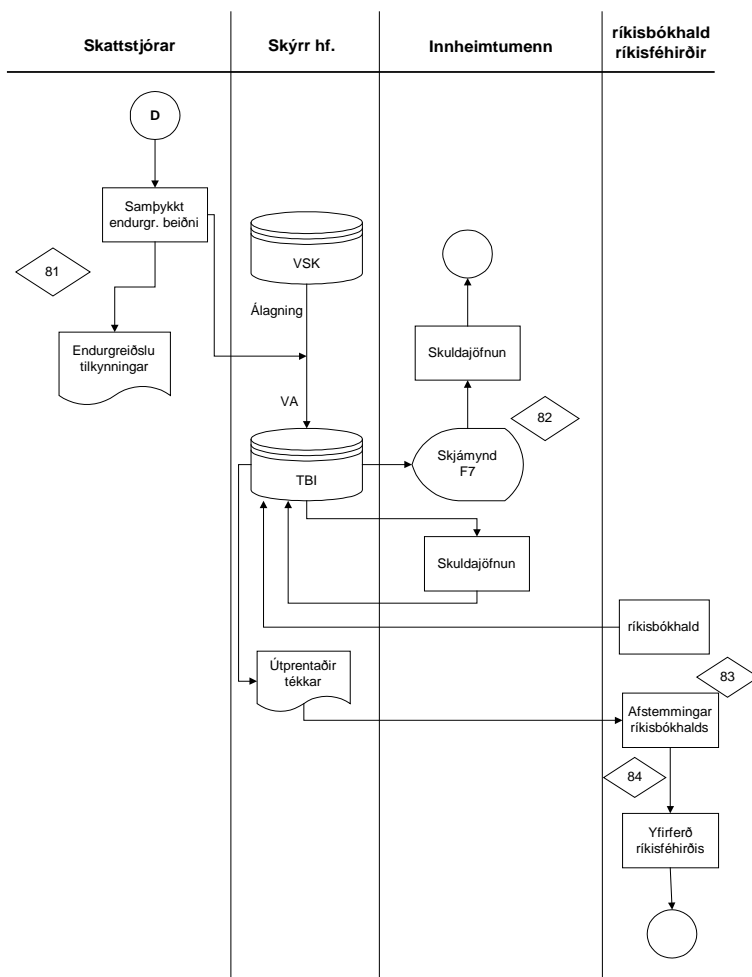 Skattstjórar
Skýrr hf.
Innheimtumenn
ríkisbókhald
ríkisféhirðir
D
Samþykkt
endurgr. beiðni
81
VSK
Álagning
Endurgreiðslu
tilkynningar
Skuldajöfnun
VA
82
Skjámynd
F7
TBI
Skuldajöfnun
ríkisbókhald
Útprentaðir
tékkar
83
Afstemmingar
ríkisbókhalds
84
Yfirferð
ríkisféhirðis